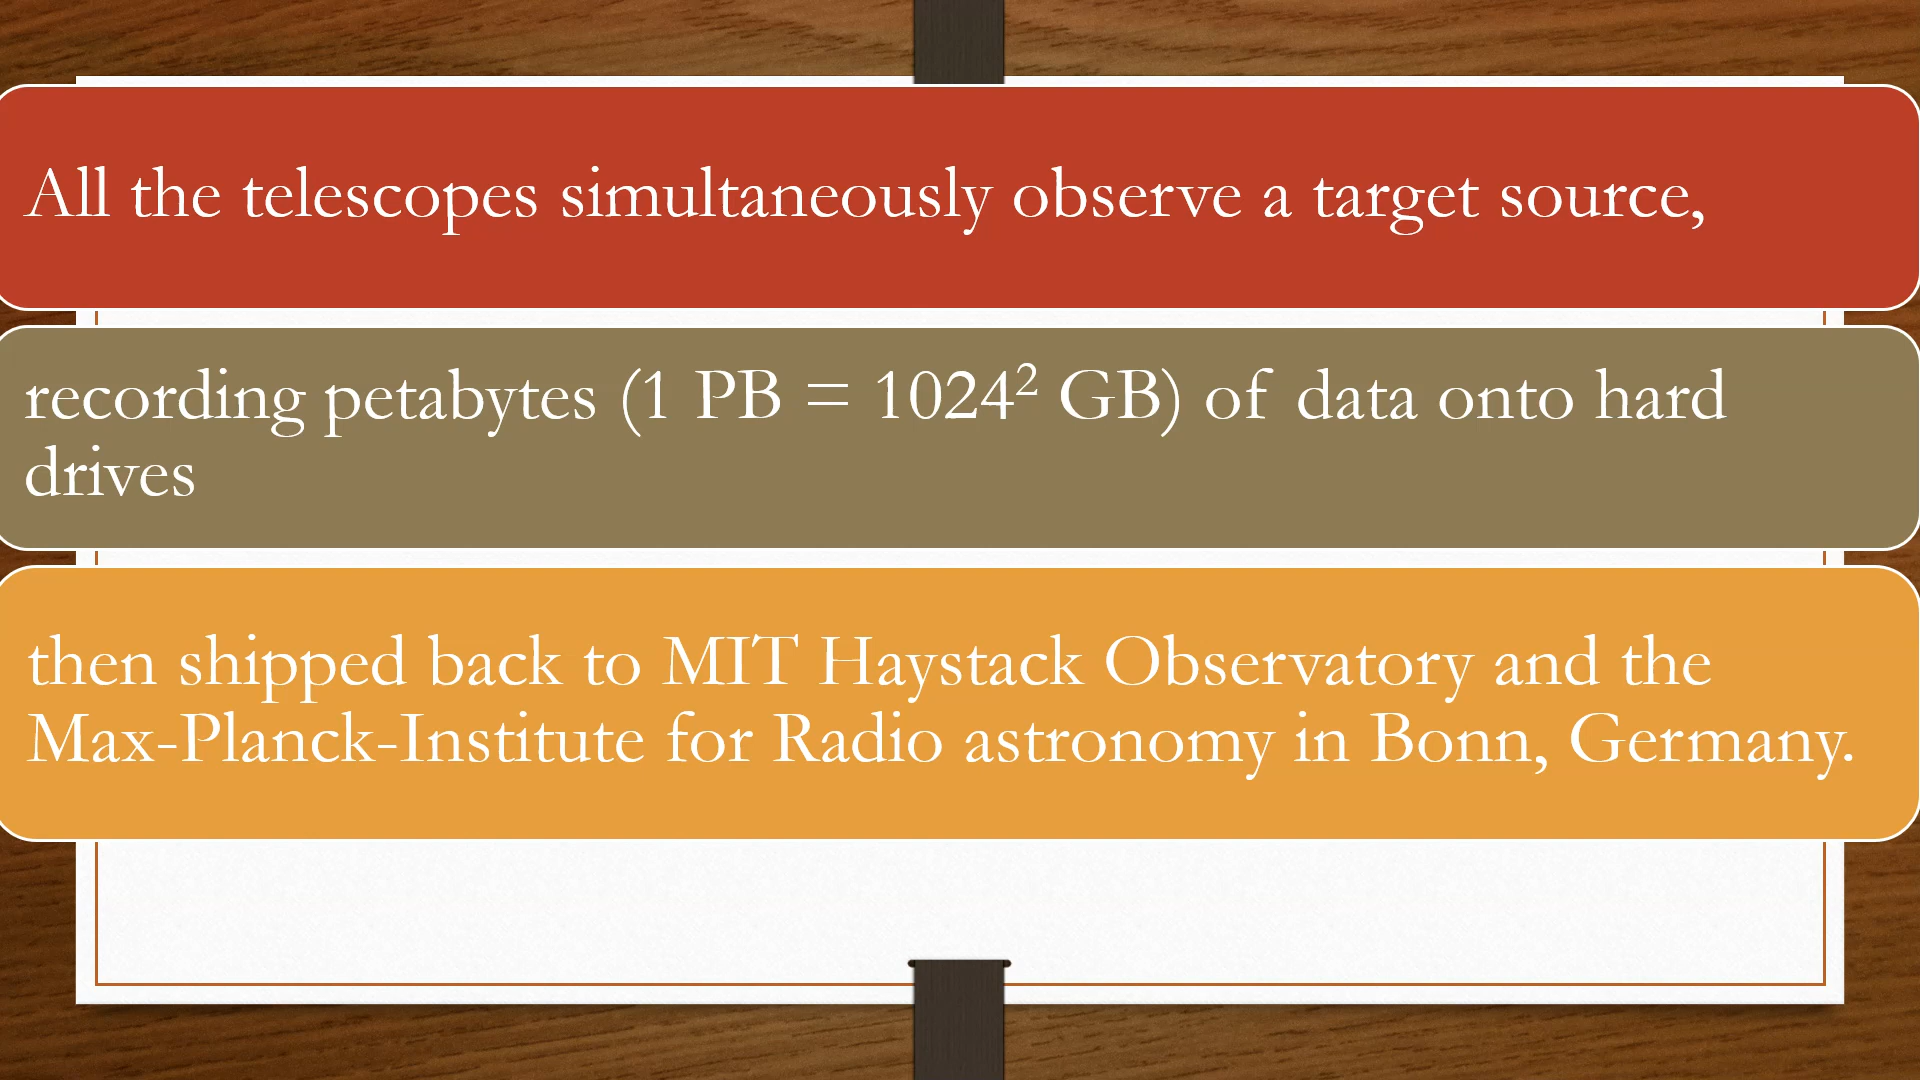 All the telescopes simultaneously observe a target source,
recording petabytes (1 PB = 1024² GB) of data onto hard
drives
then shipped back to MIT Haystack Observatory and the
Max-Planck-Institute for Radio astronomy in Bonn, Germany.